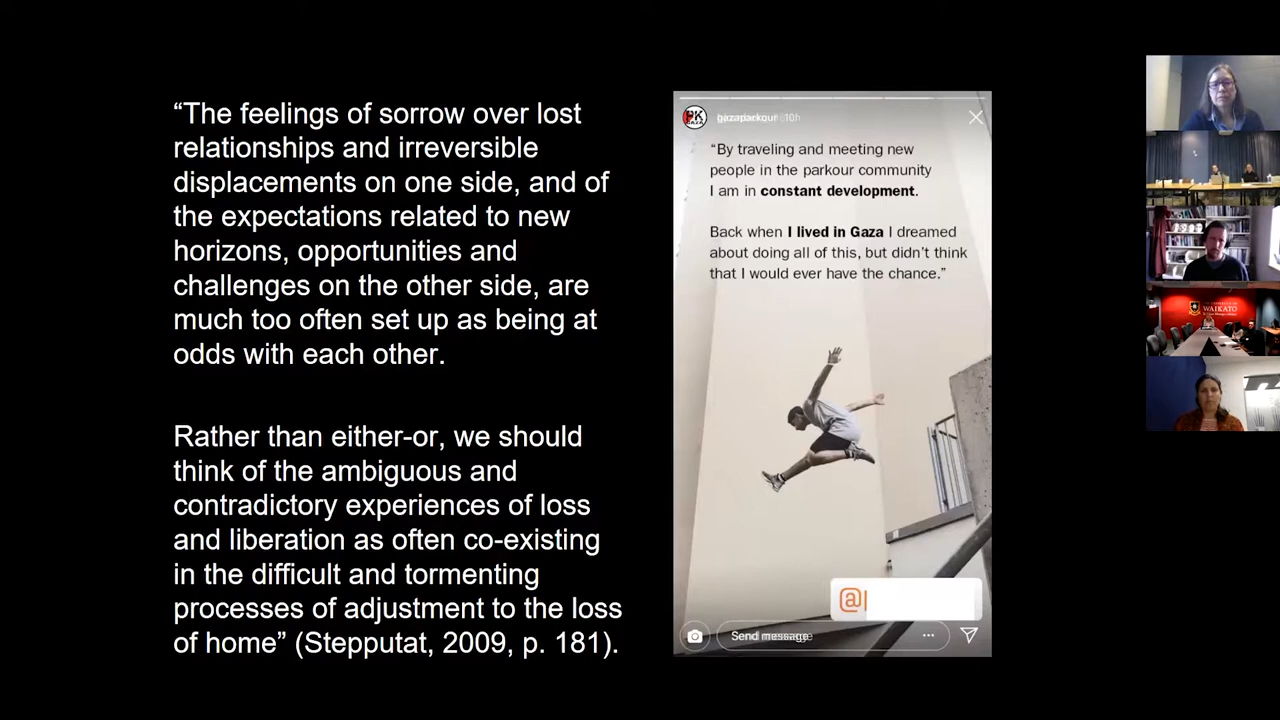 “The feelings of sorrow over lost
relationships and irreversible
displacements on one side, and of
the expectations related to new
horizons, opportunities and
challenges on the other side, are
much too often set up as being at
odds with each other.
Rather than either-or, we should
think of the ambiguous and
contradictory experiences of loss
and liberation as often co-existing
in the difficult and tormenting
processes of adjustment to the loss
of home” (Stepputat, 2009, p. 181).
PK
gazaparkour 10h
“By traveling and meeting new
people in the parkour community
I am in constant development.
Back when I lived in Gaza I dreamed
about doing all of this, but didn’t think
that I would ever have the chance.”
@
Send message
WAIKATO